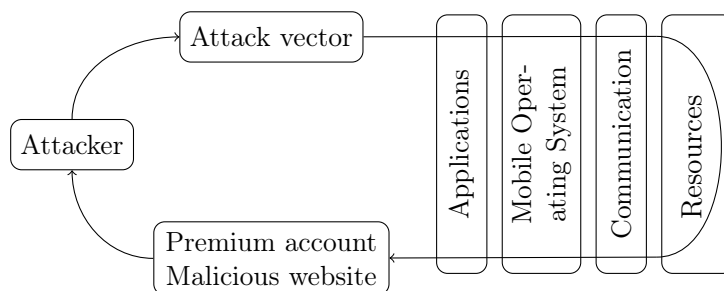 Attack vector
Attacker
Premium account
Malicious website
Applications
Mobile Oper-
ating System
Communication
Resources